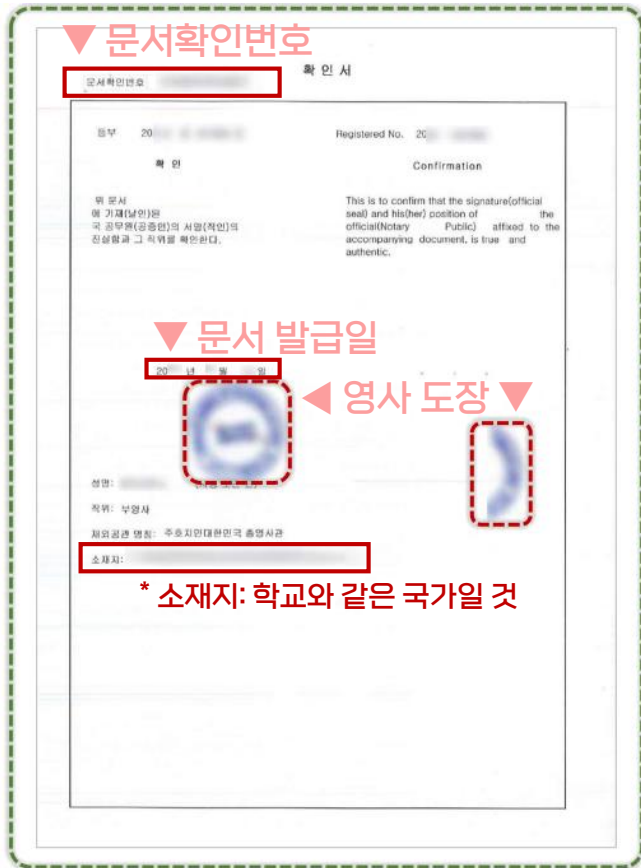 ▼ 문서확인번호
확 인 서
문서확인번호
등부 20
Registered No. 20
확 인
Confirmation
위 문서
에 기재(날인)된
국 공무원(공증인)의 서명(직인)의
진실함과 그 직위를 확인한다.
This is to confirm that the signature(official
seal) and his(her) position of the
official(Notary Public) affixed to the
accompanying document, is true and
authentic.
▼ 문서 발급일
20 년 월 일
◀ 영사 도장 ▼
성명:
직위: 부영사
재외공관 명칭: 주호치민대한민국 총영사관
소재지:
* 소재지: 학교와 같은 국가일 것